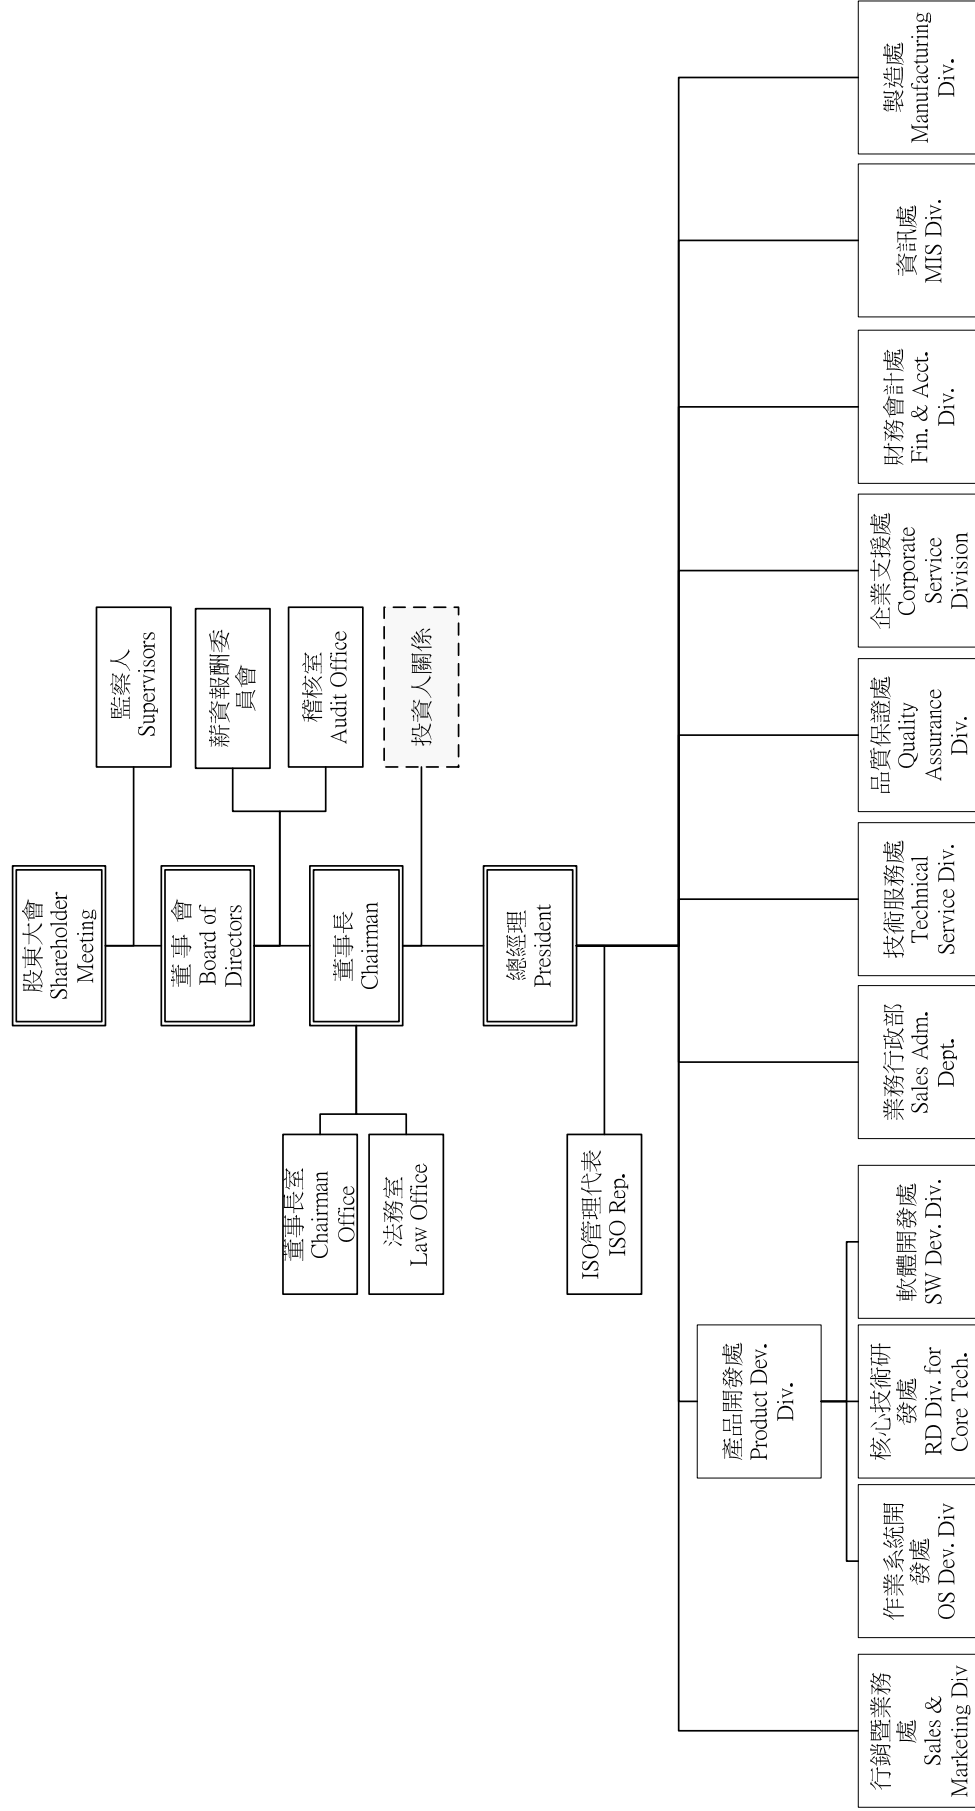 股東大會
Shareholder
Meeting
監察人
Supervisors
董 事 會
Board of
Directors
薪資報酬委
員會
稽核室
Audit Office
董事長
Chairman
董事長室
Chairman
Office
法務室
Law Office
投資人關係
總經理
President
ISO管理代表
ISO Rep.
行銷暨業務
處
Sales &
Marketing Div
產品開發處
Product Dev.
Div.
作業系統開
發處
OS Dev. Div
核心技術研
發處
RD Div. for
Core Tech.
軟體開發處
SW Dev. Div.
業務行政部
Sales Adm.
Dept.
技術服務處
Technical
Service Div.
品質保證處
Quality
Assurance
Div.
企業支援處
Corporate
Service
Division
財務會計處
Fin. & Acct.
Div.
資訊處
MIS Div.
製造處
Manufacturing
Div.